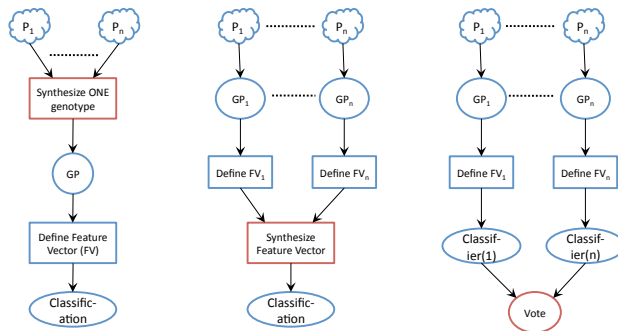 P1
Pn
Synthesize ONE
genotype
GP
Define Feature
Vector (FV)
Classific-
ation
P1
Pn
GP1
GPn
Define FV1
Define FVn
Synthesize
Feature Vector
Classific-
ation
P1
Pn
GP1
GPn
Define FV1
Define FVn
Classif-
ier(1)
Classif-
ier(n)
Vote